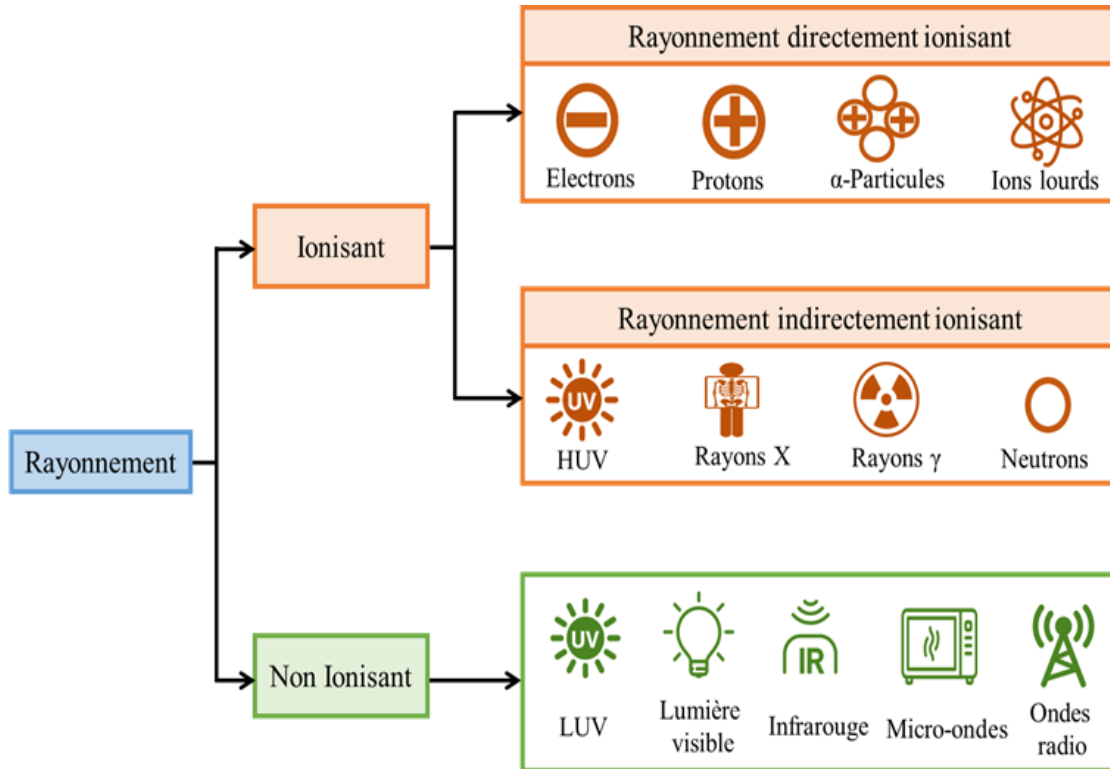 Rayonnement directement ionisant
Electrons
Protons
α-Particules
Ions lourds
Ionisant
Rayonnement indirectement ionisant
UV
HUV
Rayons X
Rayons γ
Neutrons
Rayonnement
Non Ionisant
UV
IR
LUV
Lumière
visible
Infrarouge
Micro-ondes
Ondes
radio